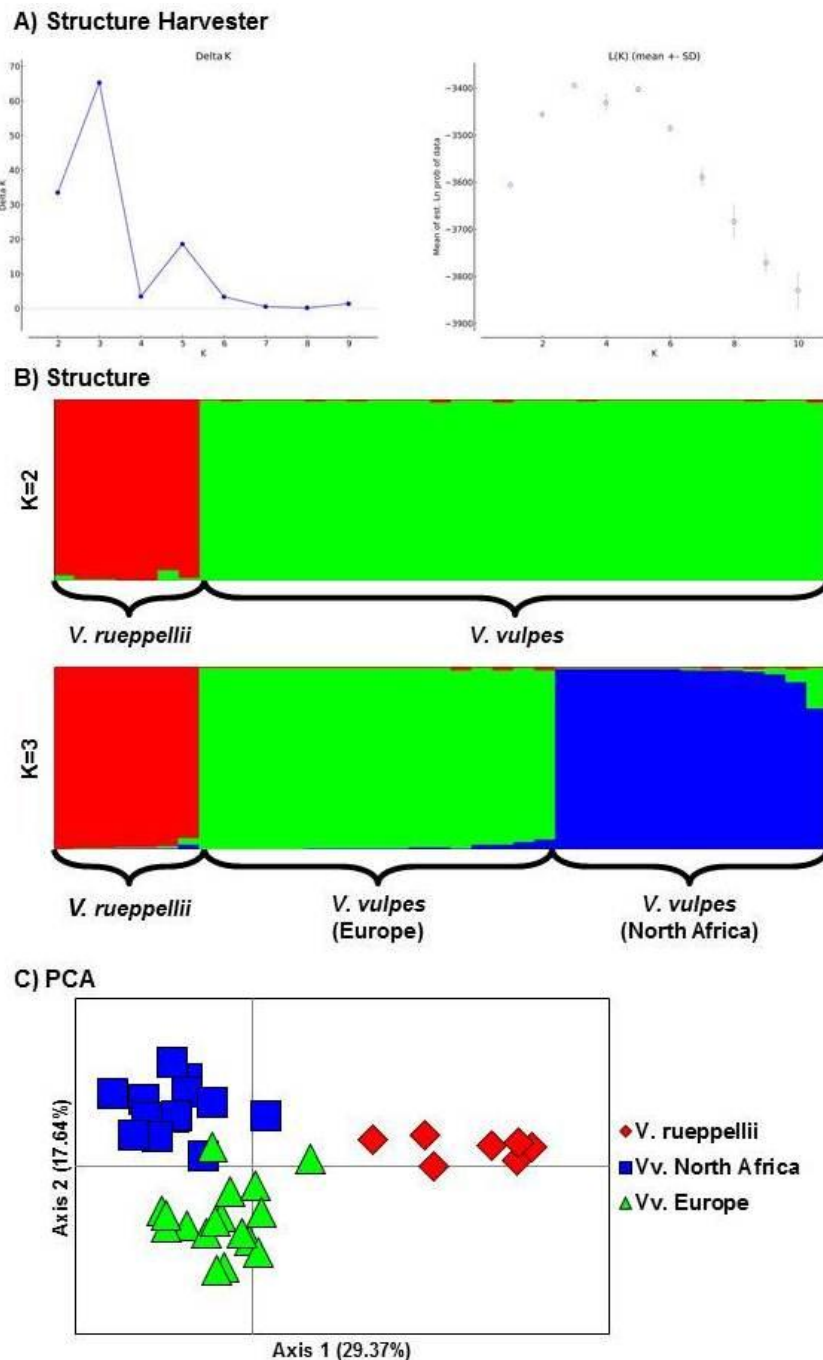 A) Structure Harvester
Delta K
70
60
50
40
30
20
10
0
Delta K
2 3 4 5 6 7 8 9
K
L(K) (mean +- SD)
−3400
−3500
−3600
−3700
−3800
−3900
Mean of est. Ln prob of data
2 4 6 8 10
K
B) Structure
K=2
V. rueppellii
V. vulpes
K=3
V. rueppellii
V. vulpes
(Europe)
V. vulpes
(North Africa)
C) PCA
Axis 2 (17.64%)
Axis 1 (29.37%)
V. rueppellii
Vv. North Africa
Vv. Europe